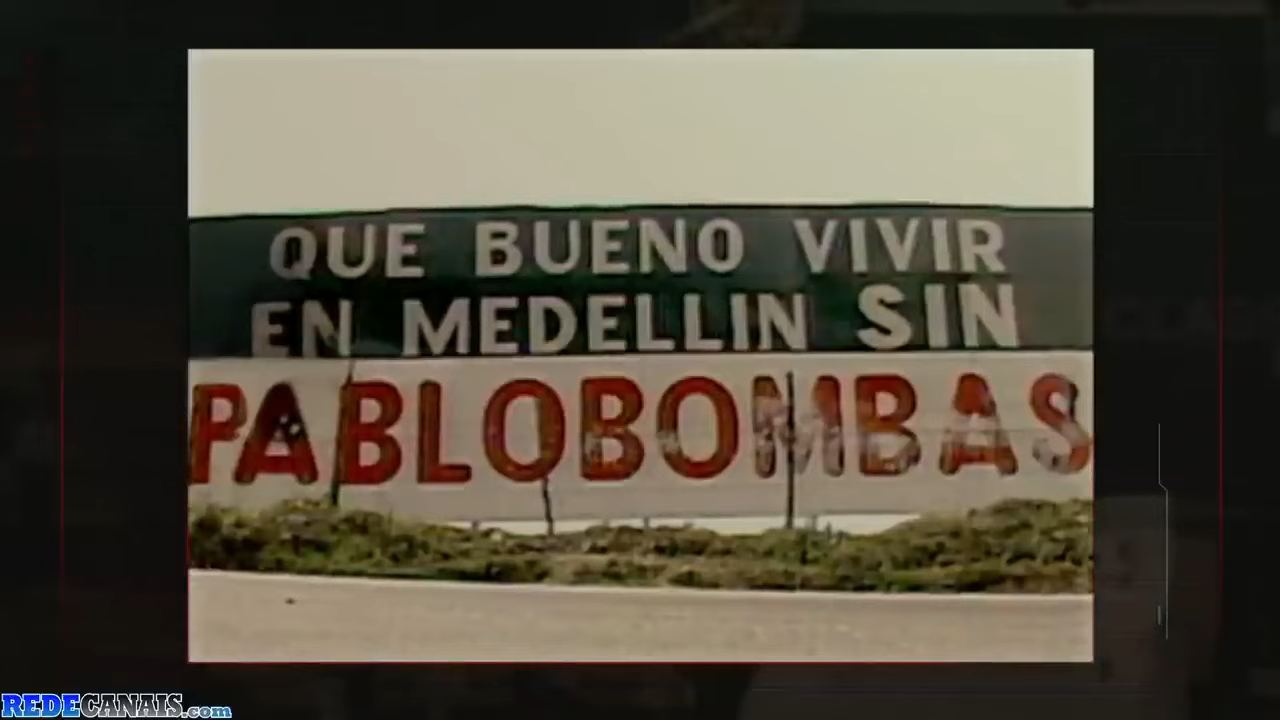 QUE BUENO VIVIR
EN MEDELLIN SIN
PABLOBOMBAS
REDECANAIS.com